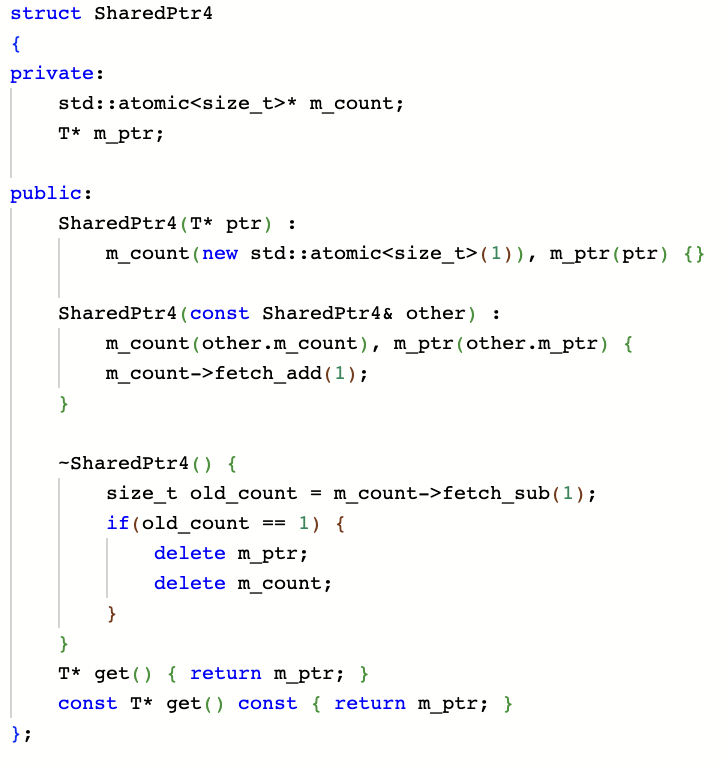 struct SharedPtr4
{
private:
    std::atomic<size_t>* m_count;
    T* m_ptr;

public:
    SharedPtr4(T* ptr) :
        m_count(new std::atomic<size_t>(1)), m_ptr(ptr) {}

    SharedPtr4(const SharedPtr4& other) :
        m_count(other.m_count), m_ptr(other.m_ptr) {
        m_count->fetch_add(1);
    }

    ~SharedPtr4() {
        size_t old_count = m_count->fetch_sub(1);
        if(old_count == 1) {
            delete m_ptr;
            delete m_count;
        }
    }
    T* get() { return m_ptr; }
    const T* get() const { return m_ptr; }
};